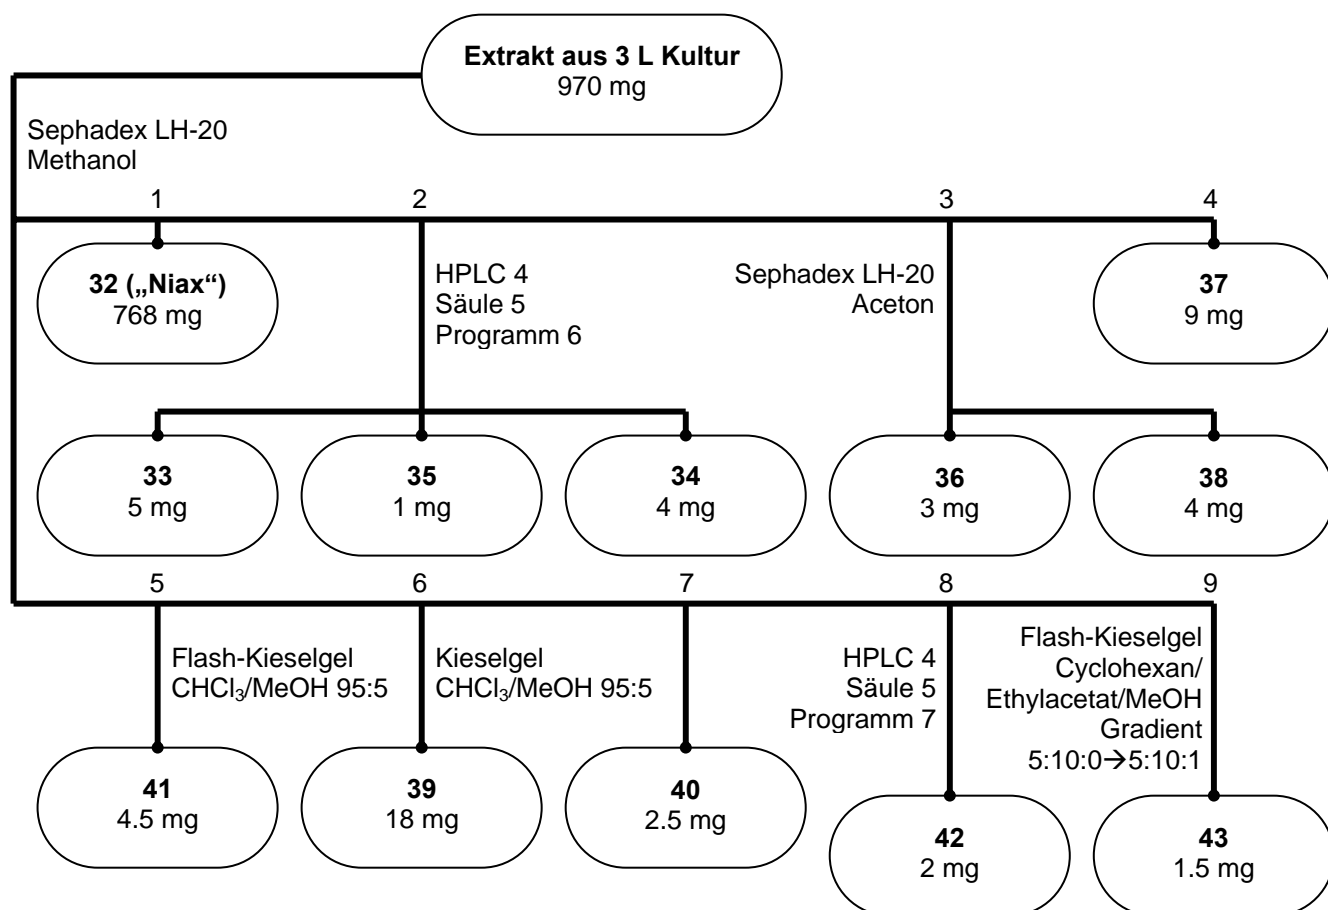 Extrakt aus 3 L Kultur
970 mg
Sephadex LH-20
Methanol
1
2
3
4
32 („Niax“)
768 mg
HPLC 4
Säule 5
Programm 6
Sephadex LH-20
Aceton
37
9 mg
33
5 mg
35
1 mg
34
4 mg
36
3 mg
38
4 mg
5
6
7
8
9
Flash-Kieselgel
CHCl₃/MeOH 95:5
Kieselgel
CHCl₃/MeOH 95:5
HPLC 4
Säule 5
Programm 7
Flash-Kieselgel
Cyclohexan/
Ethylacetat/MeOH
Gradient
5:10:0→5:10:1
41
4.5 mg
39
18 mg
40
2.5 mg
42
2 mg
43
1.5 mg